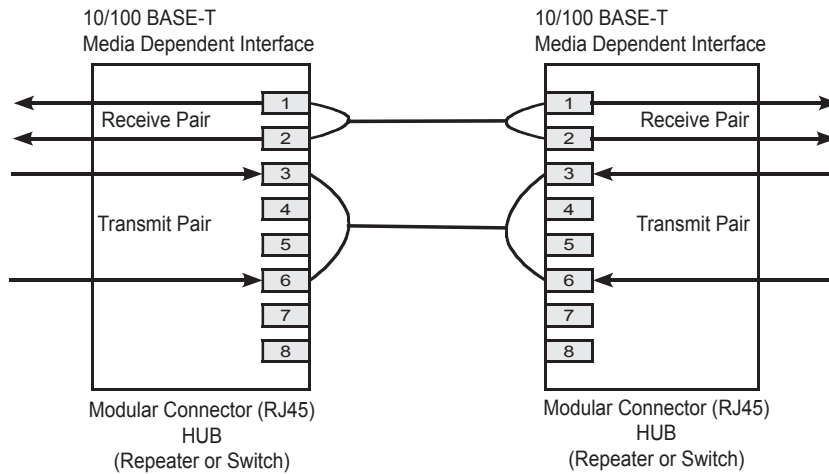 10/100 BASE-T
Media Dependent Interface
10/100 BASE-T
Media Dependent Interface
1
Receive Pair
2
3
Transmit Pair
4
5
6
7
8
1
Receive Pair
2
3
4
Transmit Pair
5
6
7
8
Modular Connector (RJ45)
HUB
(Repeater or Switch)
Modular Connector (RJ45)
HUB
(Repeater or Switch)